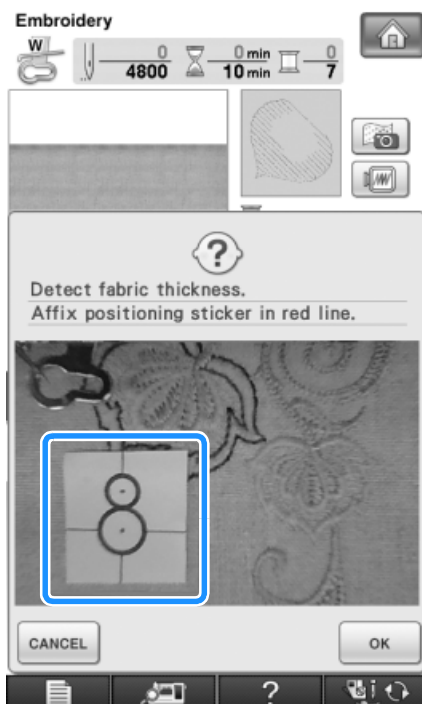 Embroidery
W
0 0 min 0
4800 10 min 7
?
Detect fabric thickness.
Affix positioning sticker in red line.
CANCEL OK
? i